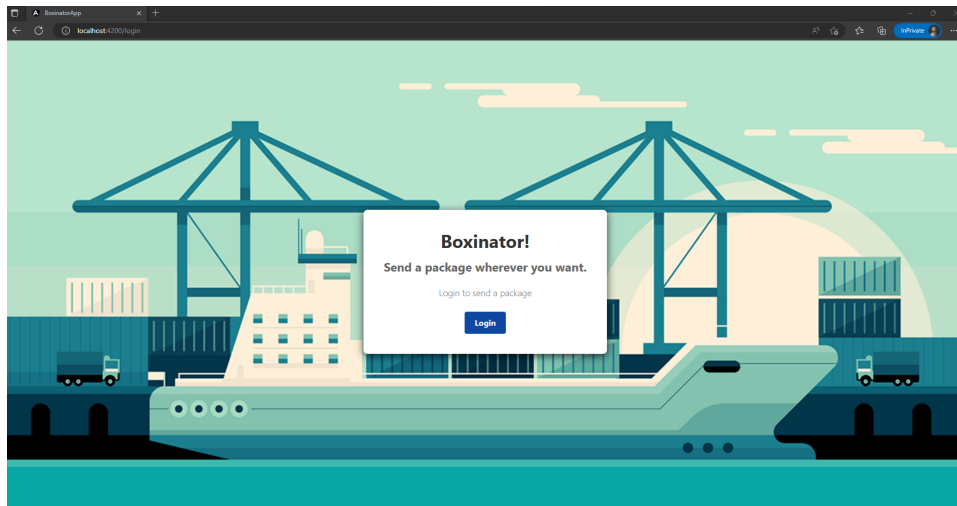 BoxinatorApp
localhost:4200/login
InPrivate
Boxinator!
Send a package wherever you want.
Login to send a package
Login